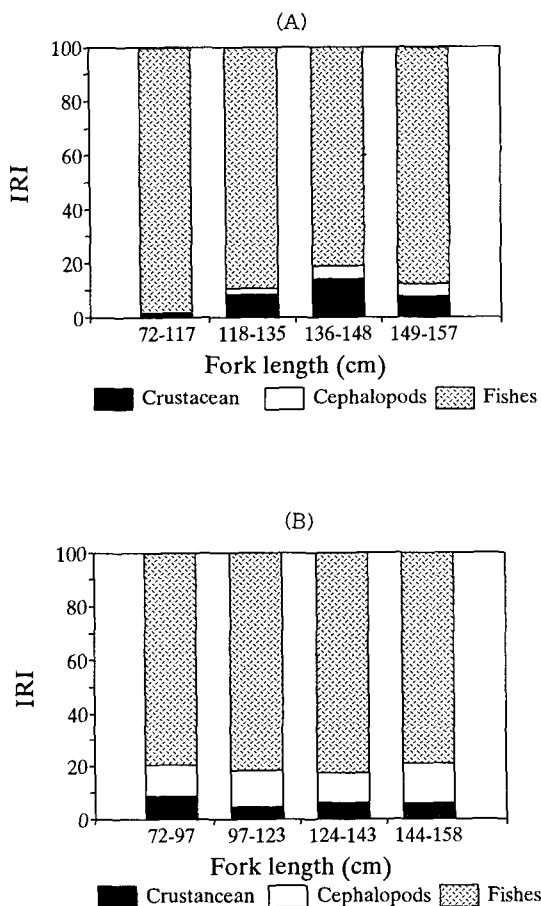 (A)
100
80
60
40
20
0
IRI
72-117 118-135 136-148 149-157
Fork length (cm)
Crustacean Cephalopods Fishes
(B)
100
80
60
40
20
0
IRI
72-97 97-123 124-143 144-158
Fork length (cm)
Crustancean Cephalopods Fishes